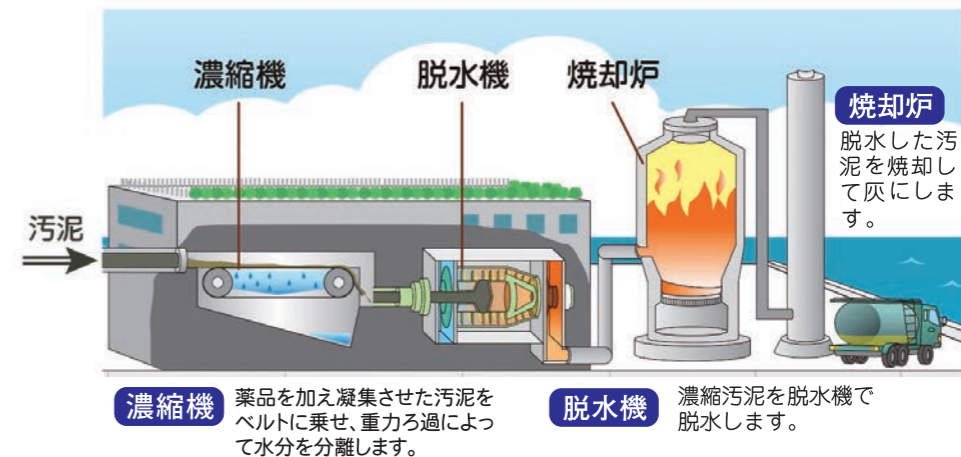 濃縮機
脱水機
焼却炉
汚泥
焼却炉
脱水した汚
泥を焼却し
て灰にしま
す。
濃縮機
薬品を加え凝集させた汚泥を
ベルトに乗せ、重力ろ過によっ
て水分を分離します。
脱水機
濃縮汚泥を脱水機で
脱水します。